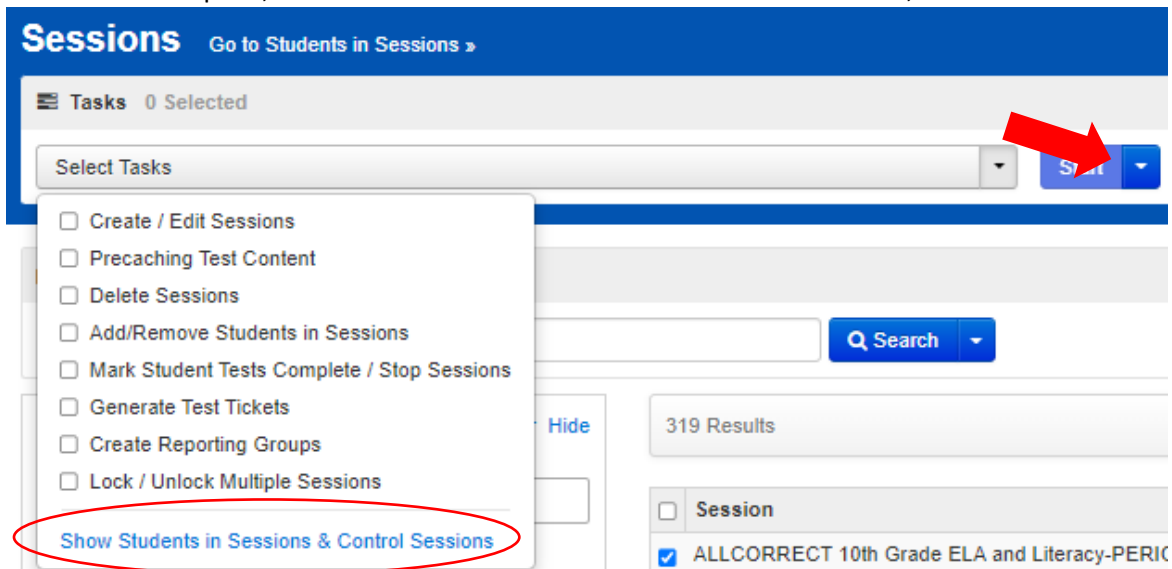 Sessions Go to Students in Sessions »
Tasks 0 Selected
Select Tasks
Create / Edit Sessions
Precaching Test Content
Delete Sessions
Add/Remove Students in Sessions
Search
Mark Student Tests Complete / Stop Sessions
Generate Test Tickets
Hide
319 Results
Create Reporting Groups
Lock / Unlock Multiple Sessions
Session
Show Students in Sessions & Control Sessions
ALLCORRECT 10th Grade ELA and Literacy-PERIO